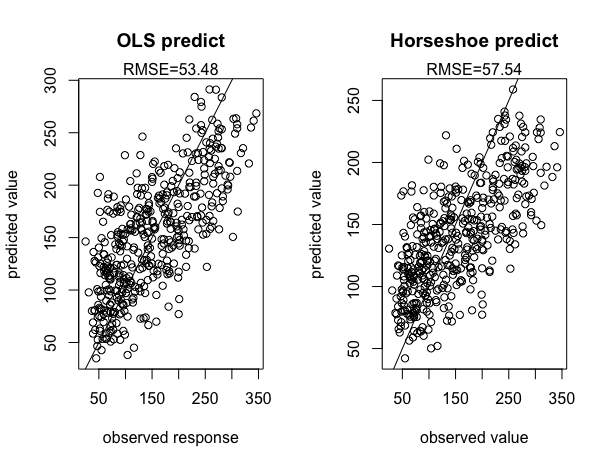 OLS predict
RMSE=53.48
predicted value
300
250
200
150
100
50
50
150
250
350
observed response
Horseshoe predict
RMSE=57.54
predicted value
250
200
150
100
50
50
150
250
350
observed value